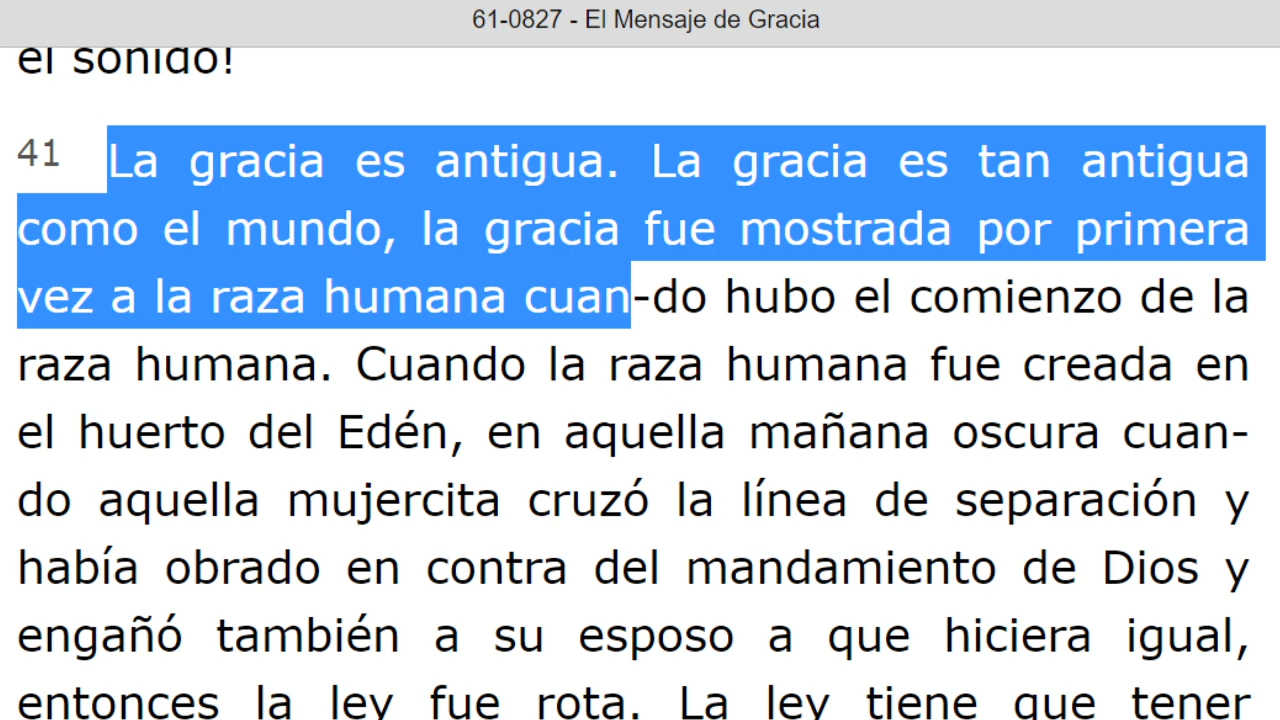 61-0827 - El Mensaje de Gracia
el sonido!
41 La gracia es antigua. La gracia es tan antigua
como el mundo, la gracia fue mostrada por primera
vez a la raza humana cuan-do hubo el comienzo de la
raza humana. Cuando la raza humana fue creada en
el huerto del Edén, en aquella mañana oscura cuan-
do aquella mujercita cruzó la línea de separación y
había obrado en contra del mandamiento de Dios y
engañó también a su esposo a que hiciera igual,
entonces la ley fue rota. La ley tiene que tener